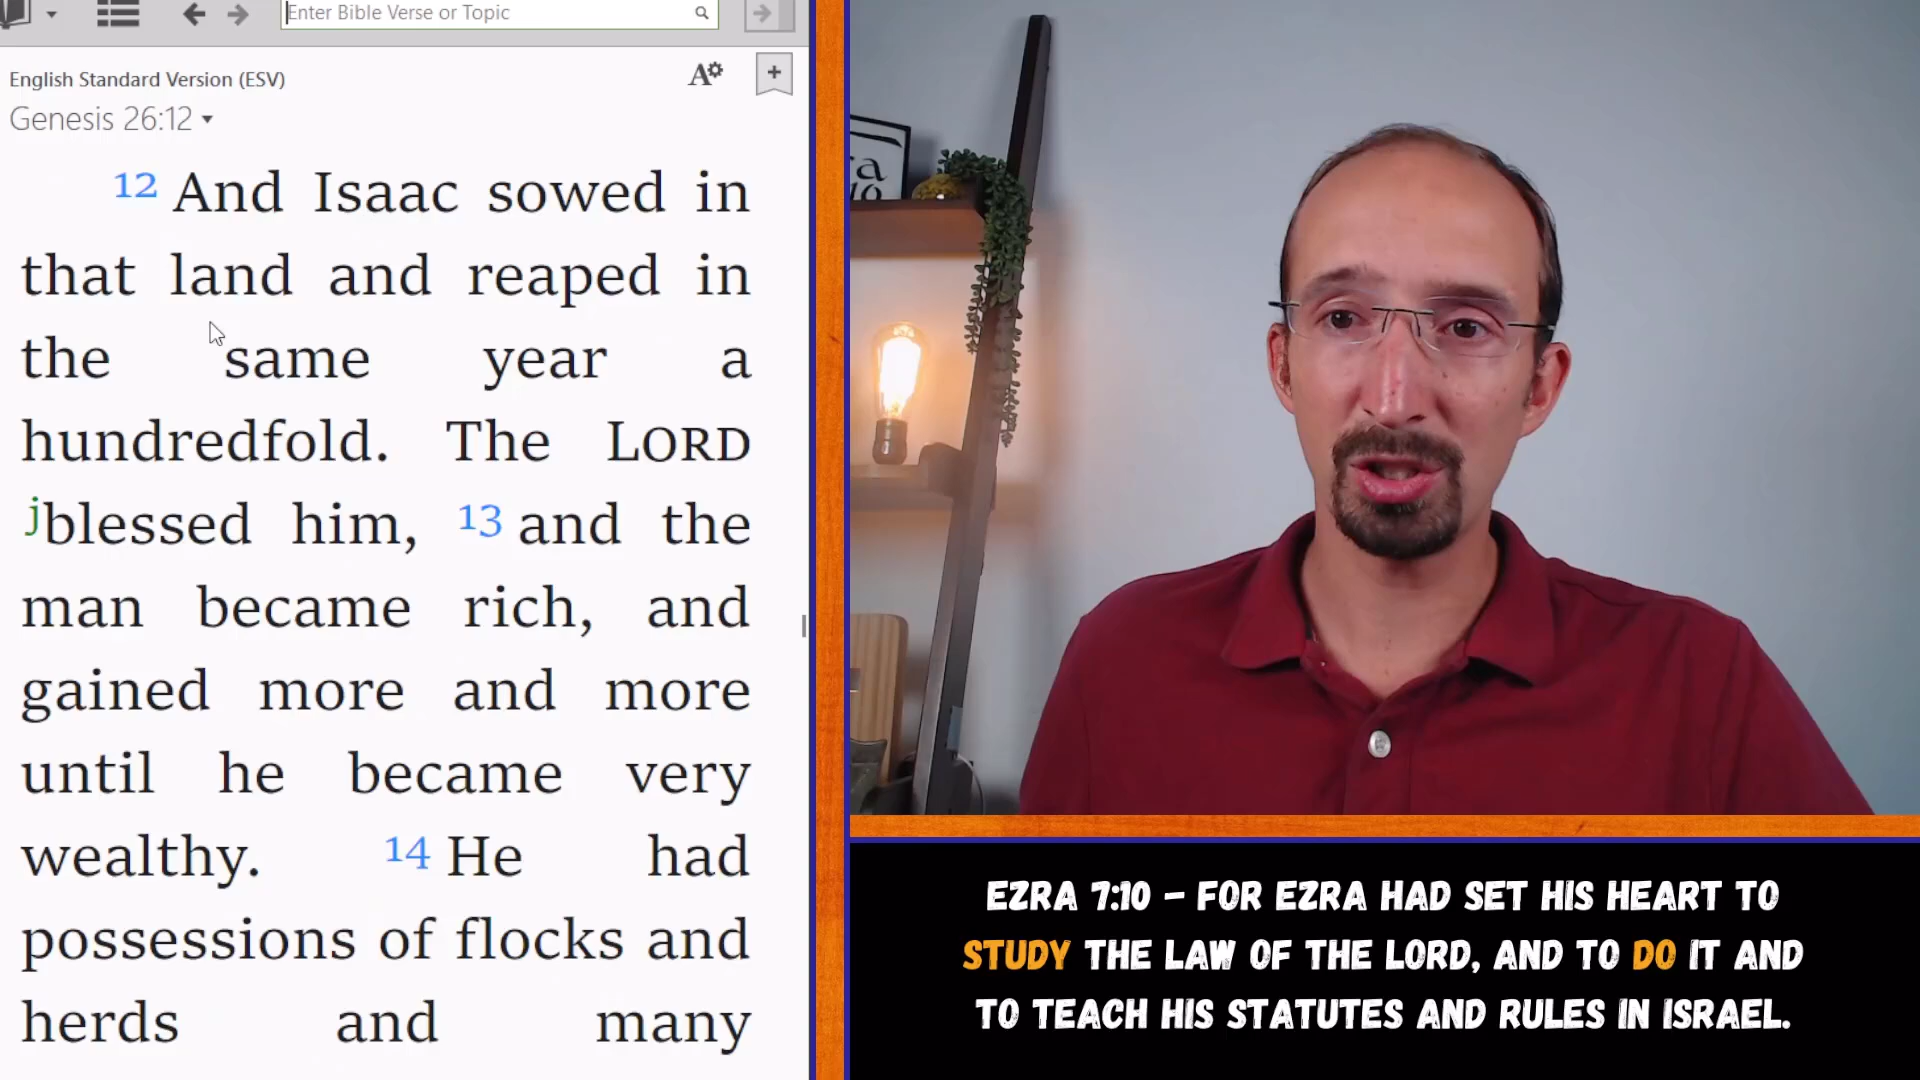 Enter Bible Verse or Topic
English Standard Version (ESV)
A
Genesis 26:12
12 And Isaac sowed in
that land and reaped in
the same year a
hundredfold. The LORD
jblessed him, 13 and the
man became rich, and
gained more and more
until he became very
wealthy. 14 He had
possessions of flocks and
herds and many
ra
10
EZRA 7:10 – FOR EZRA HAD SET HIS HEART TO
STUDY THE LAW OF THE LORD, AND TO DO IT AND
TO TEACH HIS STATUTES AND RULES IN ISRAEL.